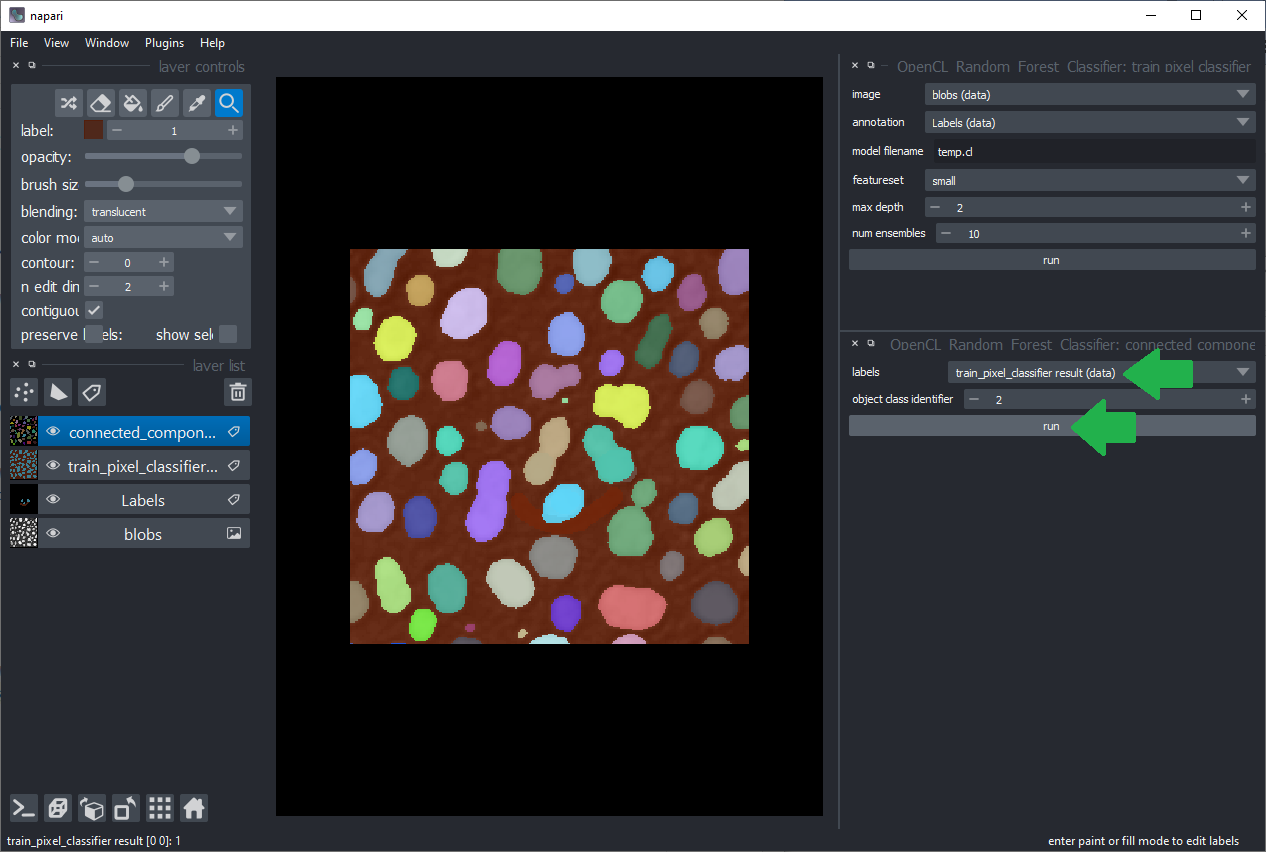 napari
File View Window Plugins Help
layer controls
label: 1
opacity:
brush siz
blending: translucent
color mo auto
contour: 0
n edit dim 2
contiguou
preserve l els: show sel
layer list
connected_compon...
train_pixel_classifier...
Labels
blobs
OpenCL Random Forest Classifier: train pixel classifier
image blobs (data)
annotation Labels (data)
model filename temp.cl
featureset small
max depth 2
num ensembles 10
run
OpenCL Random Forest Classifier: connected compone
labels train_pixel_classifier result (data)
object class identifier 2
run
train_pixel_classifier result [0 0]: 1
enter paint or fill mode to edit labels